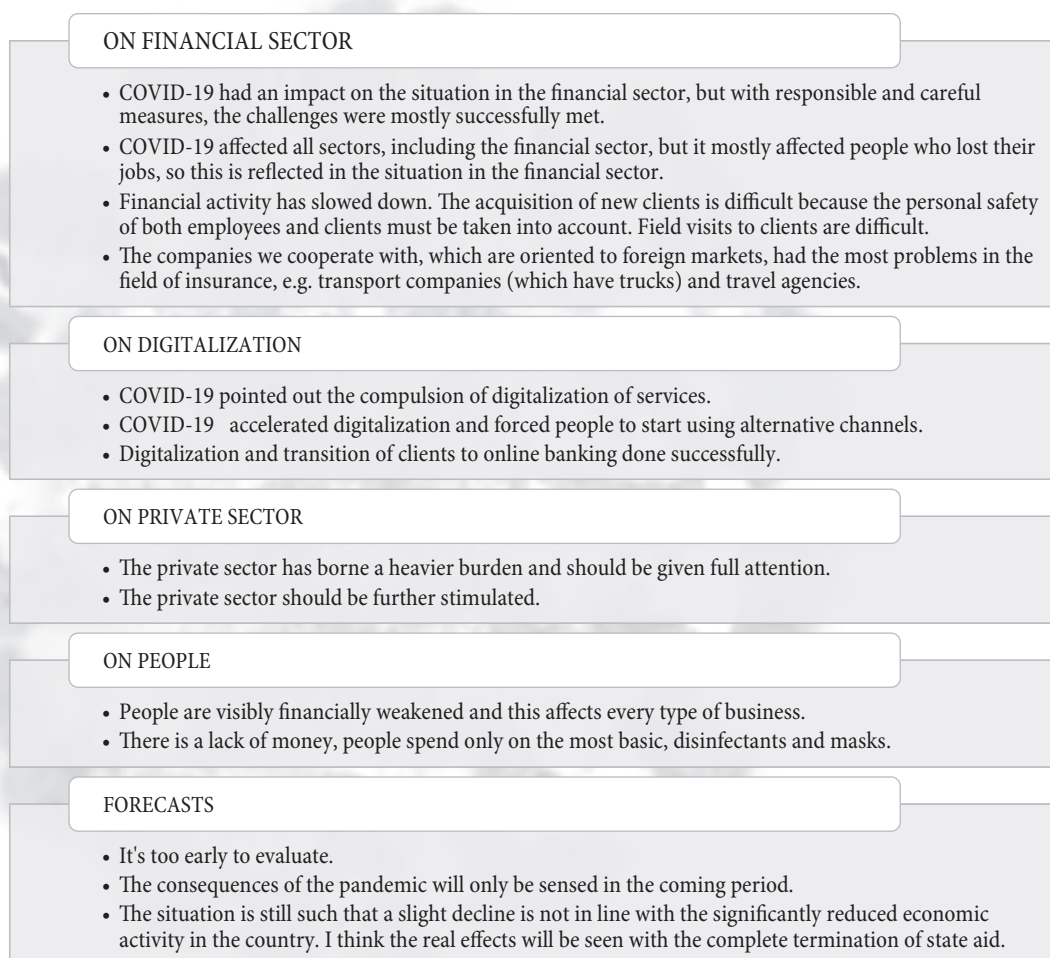 ON FINANCIAL SECTOR
• COVID-19 had an impact on the situation in the financial sector, but with responsible and careful
measures, the challenges were mostly successfully met.
• COVID-19 affected all sectors, including the financial sector, but it mostly affected people who lost their
jobs, so this is reflected in the situation in the financial sector.
• Financial activity has slowed down. The acquisition of new clients is difficult because the personal safety
of both employees and clients must be taken into account. Field visits to clients are difficult.
• The companies we cooperate with, which are oriented to foreign markets, had the most problems in the
field of insurance, e.g. transport companies (which have trucks) and travel agencies.
ON DIGITALIZATION
• COVID-19 pointed out the compulsion of digitalization of services.
• COVID-19 accelerated digitalization and forced people to start using alternative channels.
• Digitalization and transition of clients to online banking done successfully.
ON PRIVATE SECTOR
• The private sector has borne a heavier burden and should be given full attention.
• The private sector should be further stimulated.
ON PEOPLE
• People are visibly financially weakened and this affects every type of business.
• There is a lack of money, people spend only on the most basic, disinfectants and masks.
FORECASTS
• It's too early to evaluate.
• The consequences of the pandemic will only be sensed in the coming period.
• The situation is still such that a slight decline is not in line with the significantly reduced economic
activity in the country. I think the real effects will be seen with the complete termination of state aid.